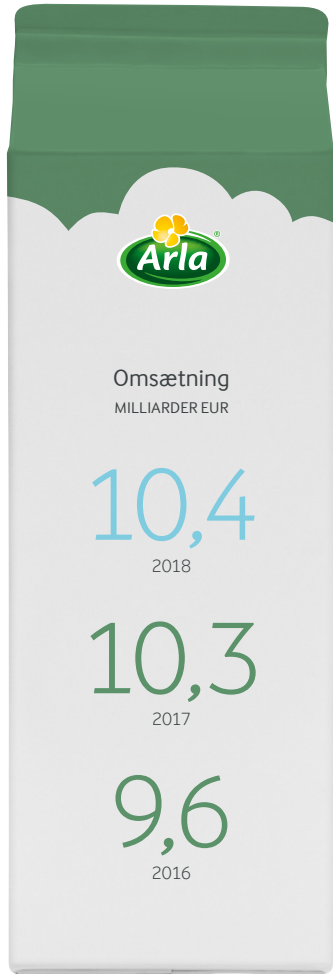 Arla®
Omsætning
MILLIARDER EUR
10,4
2018
10,3
2017
9,6
2016